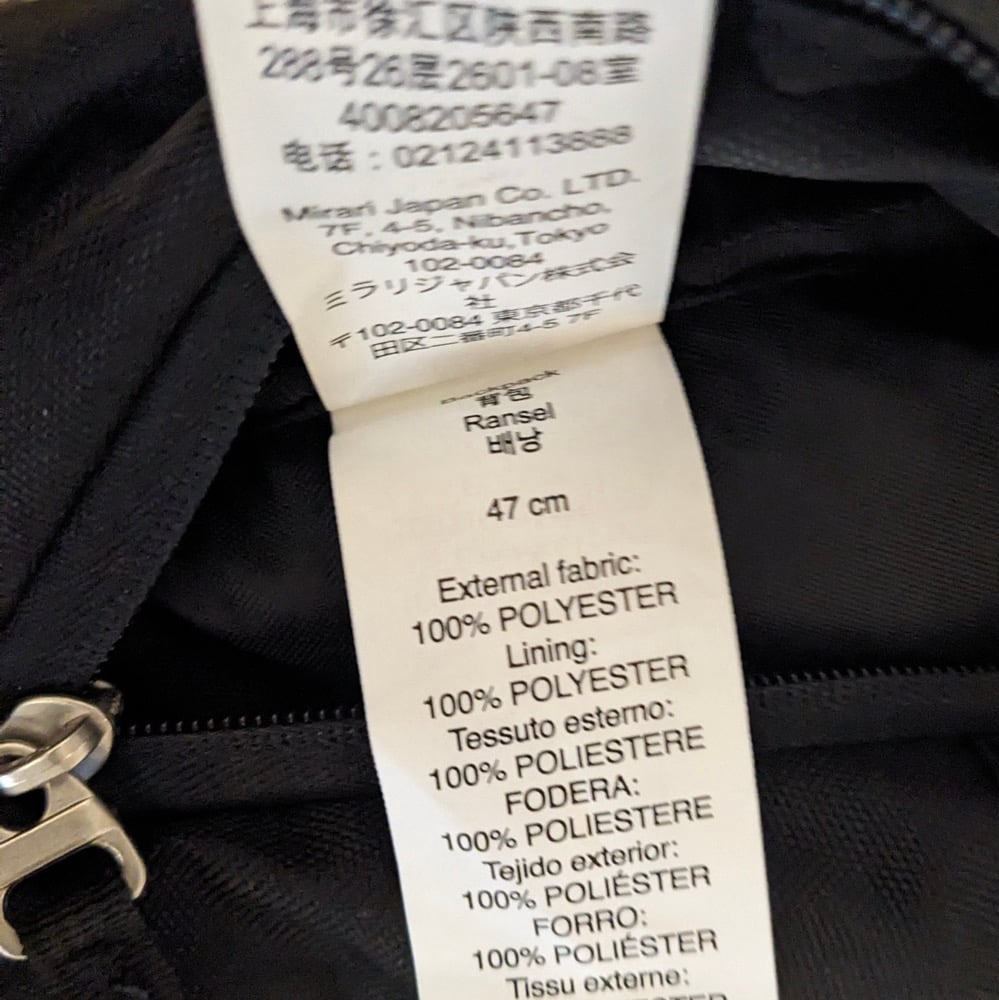 上海市徐汇区陕西南路
288号26层2601-08室
4008205647
电话：02124113888
Mirari Japan Co. LTD.
7F, 4-5, Nibancho,
Chiyoda-ku,Tokyo
102-0084
ミラリジャパン株式会
社
〒102-0084 東京都千代
田区二番町4-5 7F
Backpack
背包
Ransel
배낭
47 cm
External fabric:
100% POLYESTER
Lining:
100% POLYESTER
Tessuto esterno:
100% POLIESTERE
FODERA:
100% POLIESTERE
Tejido exterior:
100% POLIÉSTER
FORRO:
100% POLIÉSTER
Tissu externe: